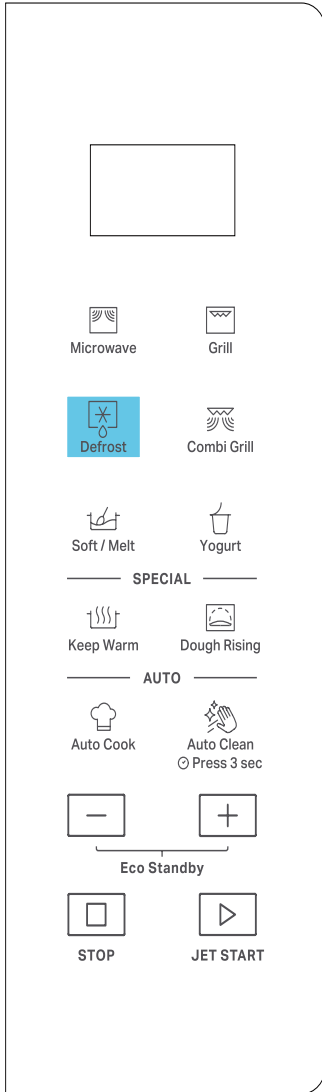 Microwave Grill
Defrost Combi Grill
Soft / Melt Yogurt
SPECIAL
Keep Warm Dough Rising
AUTO
Auto Cook Auto Clean
Press 3 sec
Eco Standby
STOP JET START